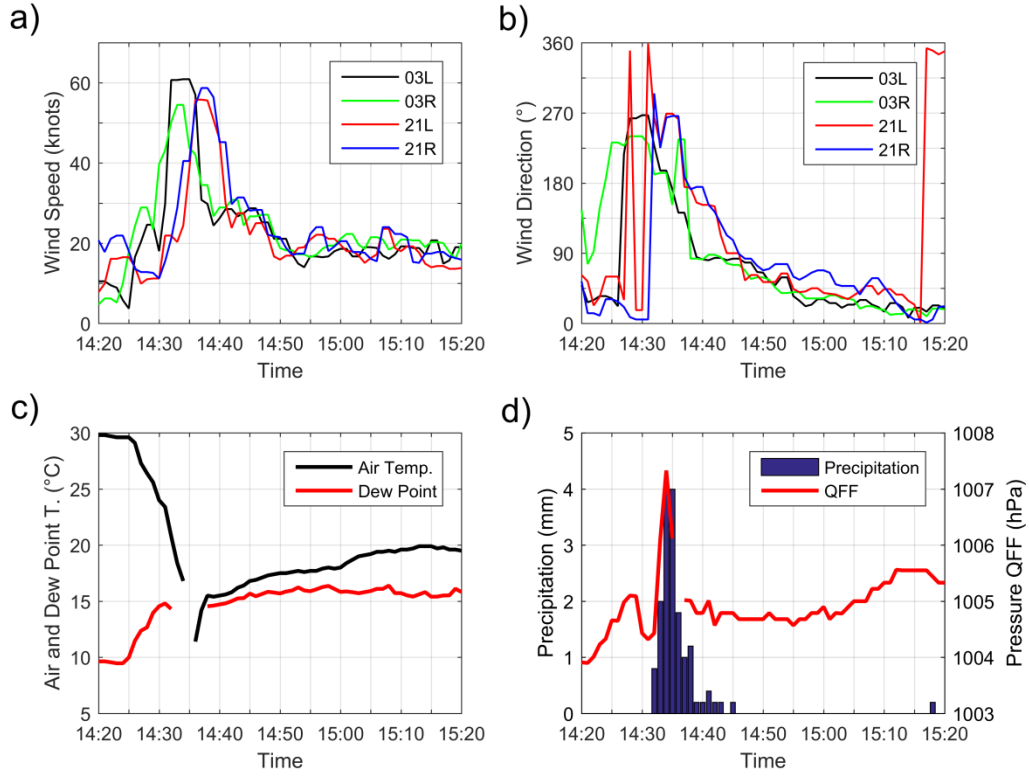 a)
Wind Speed (knots)
60
40
20
0
03L
03R
21L
21R
14:20 14:30 14:40 14:50 15:00 15:10 15:20
Time
b)
Wind Direction (°)
360
270
180
90
0
03L
03R
21L
21R
14:20 14:30 14:40 14:50 15:00 15:10 15:20
Time
c)
Air and Dew Point T. (°C)
30
25
20
15
10
5
Air Temp.
Dew Point
14:20 14:30 14:40 14:50 15:00 15:10 15:20
Time
d)
Precipitation (mm)
5
4
3
2
1
0
Precipitation
QFF
1008
1007
1006
1005
1004
1003
Pressure QFF (hPa)
14:20 14:30 14:40 14:50 15:00 15:10 15:20
Time